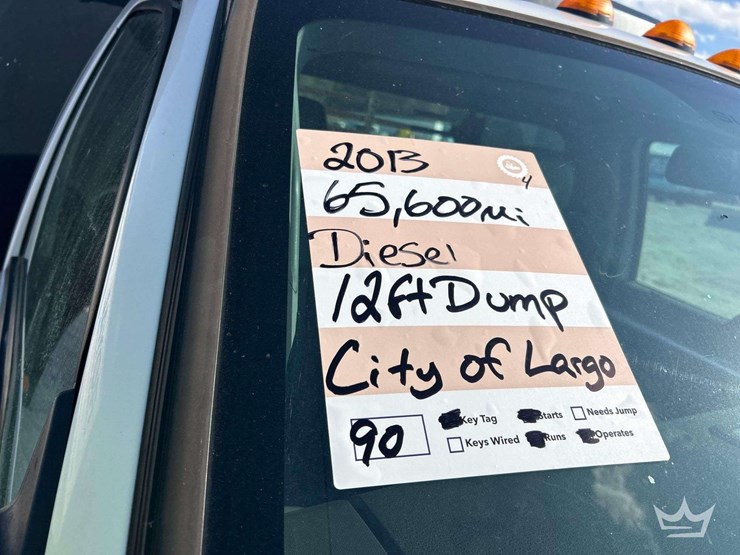 2013
4
65,600mi
Diesel
12ft Dump
City of Largo
90
Key Tag Starts Needs Jump
Keys Wired Runs Operates